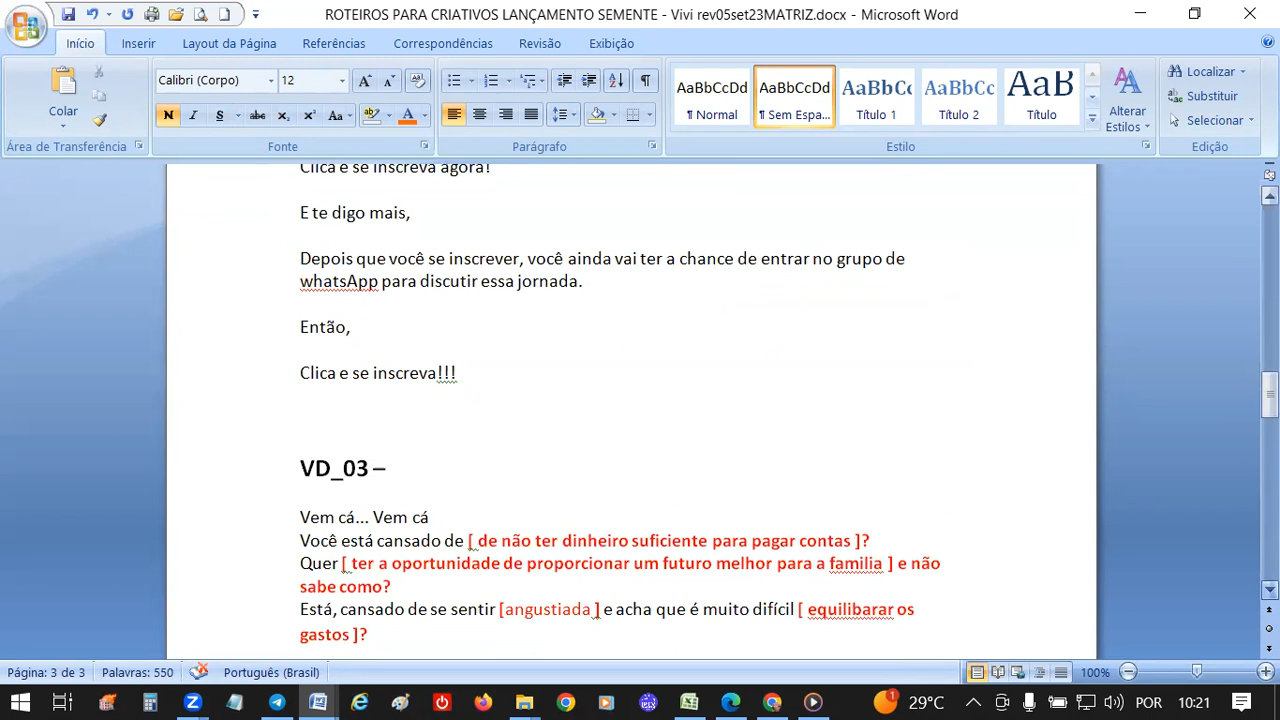 ROTEIROS PARA CRIATIVOS LANÇAMENTO SEMENTE - Vivi rev05set23MATRIZ.docx - Microsoft Word
Início Inserir Layout da Página Referências Correspondências Revisão Exibição
Colar
Área de Transferência
Calibri (Corpo) 12
N I S abc x₂ x² Aa
Fonte
Parágrafo
AaBbCcDd AaBbCcDd AaBbCc AaBbCc AaB
¶ Normal ¶ Sem Espa... Título 1 Título 2 Título
Alterar Estilos
Estilo
Localizar
Substituir
Selecionar
Edição
Clica e se inscreva agora!
E te digo mais,
Depois que você se inscrever, você ainda vai ter a chance de entrar no grupo de
whatsApp para discutir essa jornada.
Então,
Clica e se inscreva!!!
VD_03 –
Vem cá... Vem cá
Você está cansado de [ de não ter dinheiro suficiente para pagar contas ]?
Quer [ ter a oportunidade de proporcionar um futuro melhor para a familia ] e não
sabe como?
Está, cansado de se sentir [angustiada ] e acha que é muito difícil [ equilibarar os
gastos ]?
Página: 3 de 3 Palavras: 550 Português (Brasil) 100%
1 29°C POR 10:21